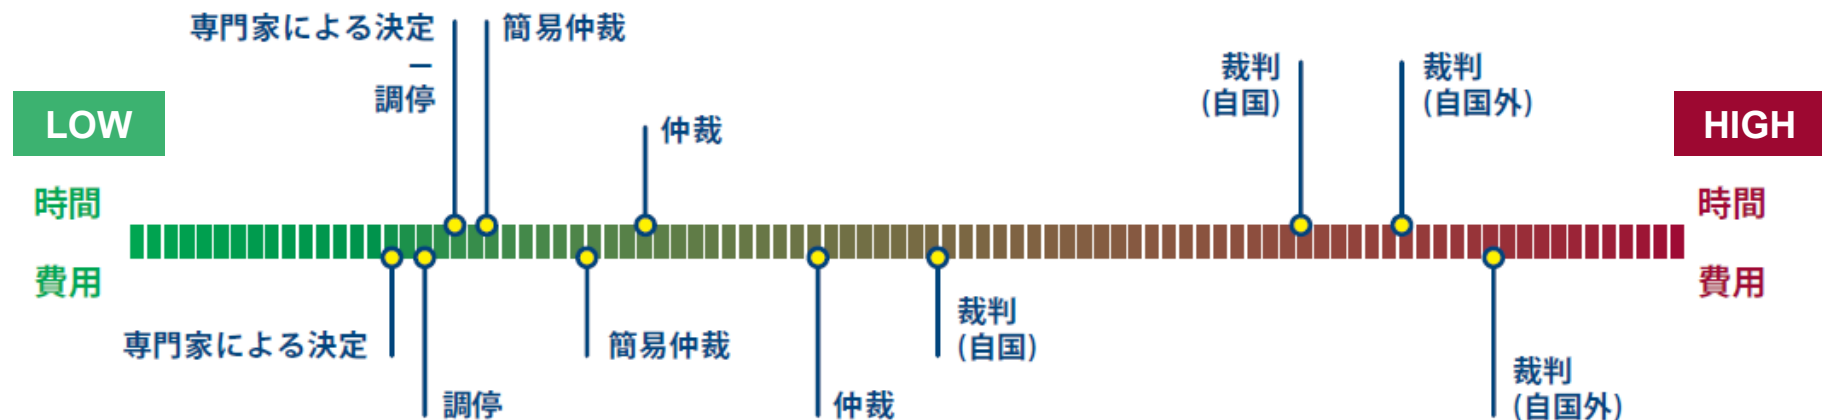 専門家による決定
–
調停
簡易仲裁
仲裁
裁判
(自国)
裁判
(自国外)
LOW
HIGH
時間
時間
費用
費用
専門家による決定
調停
簡易仲裁
仲裁
裁判
(自国)
裁判
(自国外)